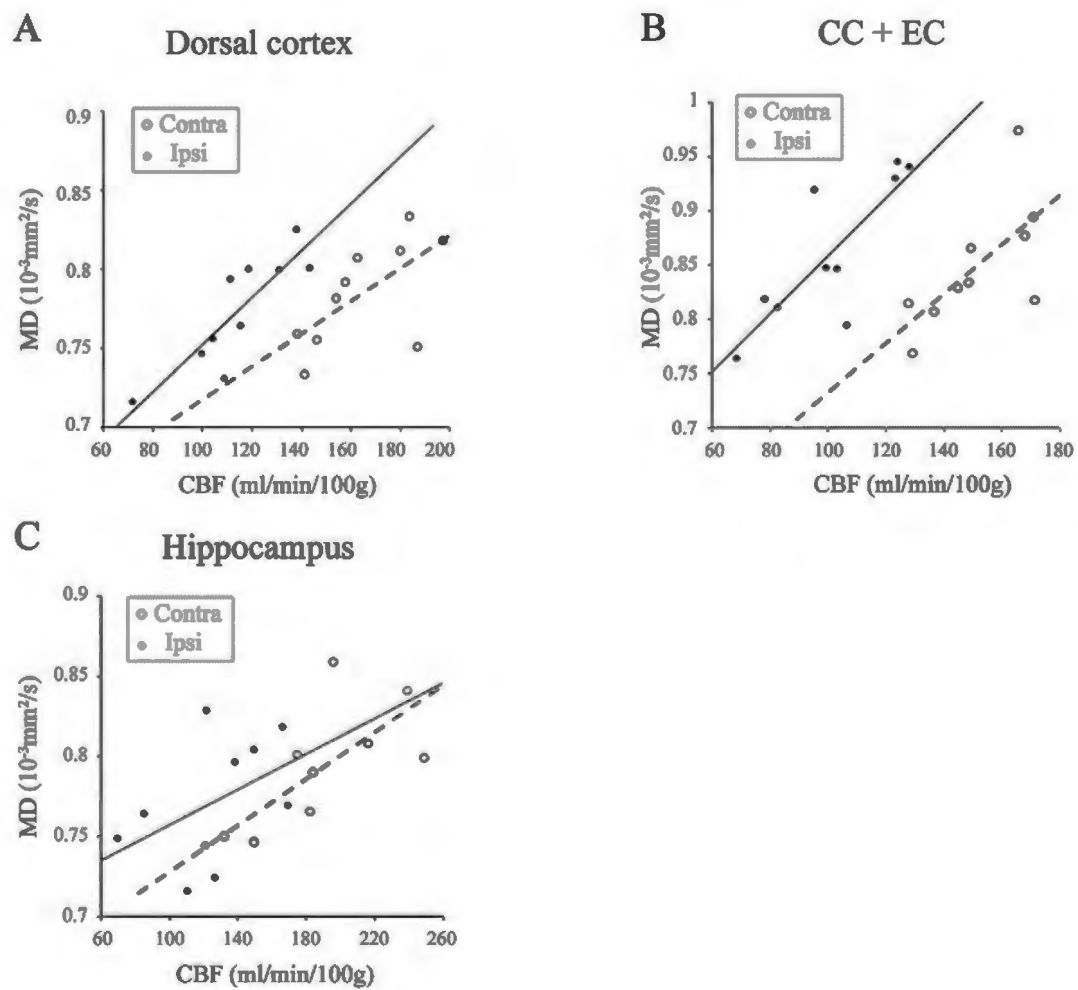 A
Dorsal cortex
Contra
Ipsi
MD (10⁻³mm²/s)
0.9
0.85
0.8
0.75
0.7
60 80 100 120 140 160 180 200
CBF (ml/min/100g)
B
CC + EC
Contra
Ipsi
MD (10⁻³mm²/s)
1
0.95
0.9
0.85
0.8
0.75
0.7
60 80 100 120 140 160 180
CBF (ml/min/100g)
C
Hippocampus
Contra
Ipsi
MD (10⁻³mm²/s)
0.9
0.85
0.8
0.75
0.7
60 100 140 180 220 260
CBF (ml/min/100g)